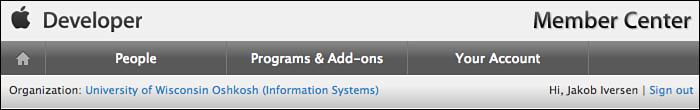 Developer Member Center
People Programs & Add-ons Your Account
Organization: University of Wisconsin Oshkosh (Information Systems) Hi, Jakob Iversen | Sign out